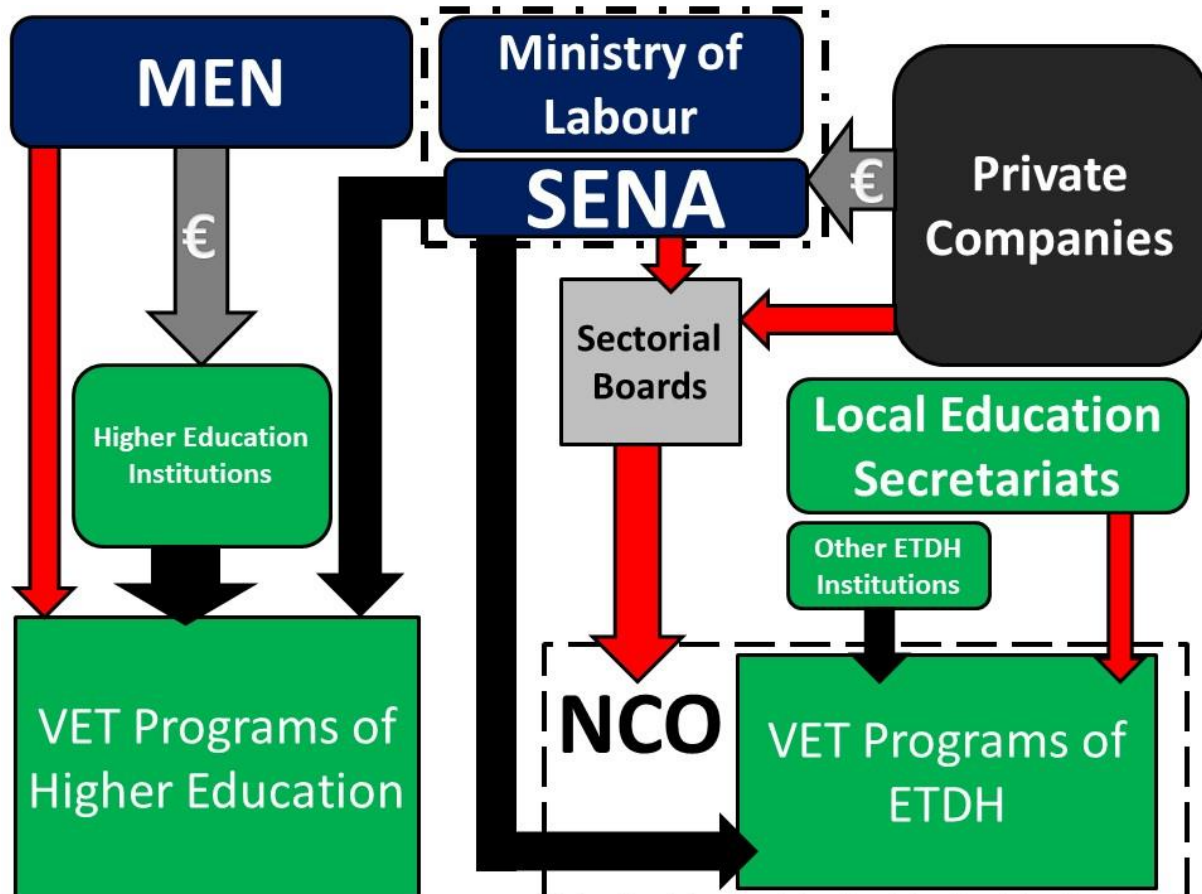 MEN
Ministry of
Labour
SENA
€
€
Private
Companies
Sectorial
Boards
Higher Education
Institutions
Local Education
Secretariats
Other ETDH
Institutions
VET Programs of
Higher Education
NCO
VET Programs of
ETDH